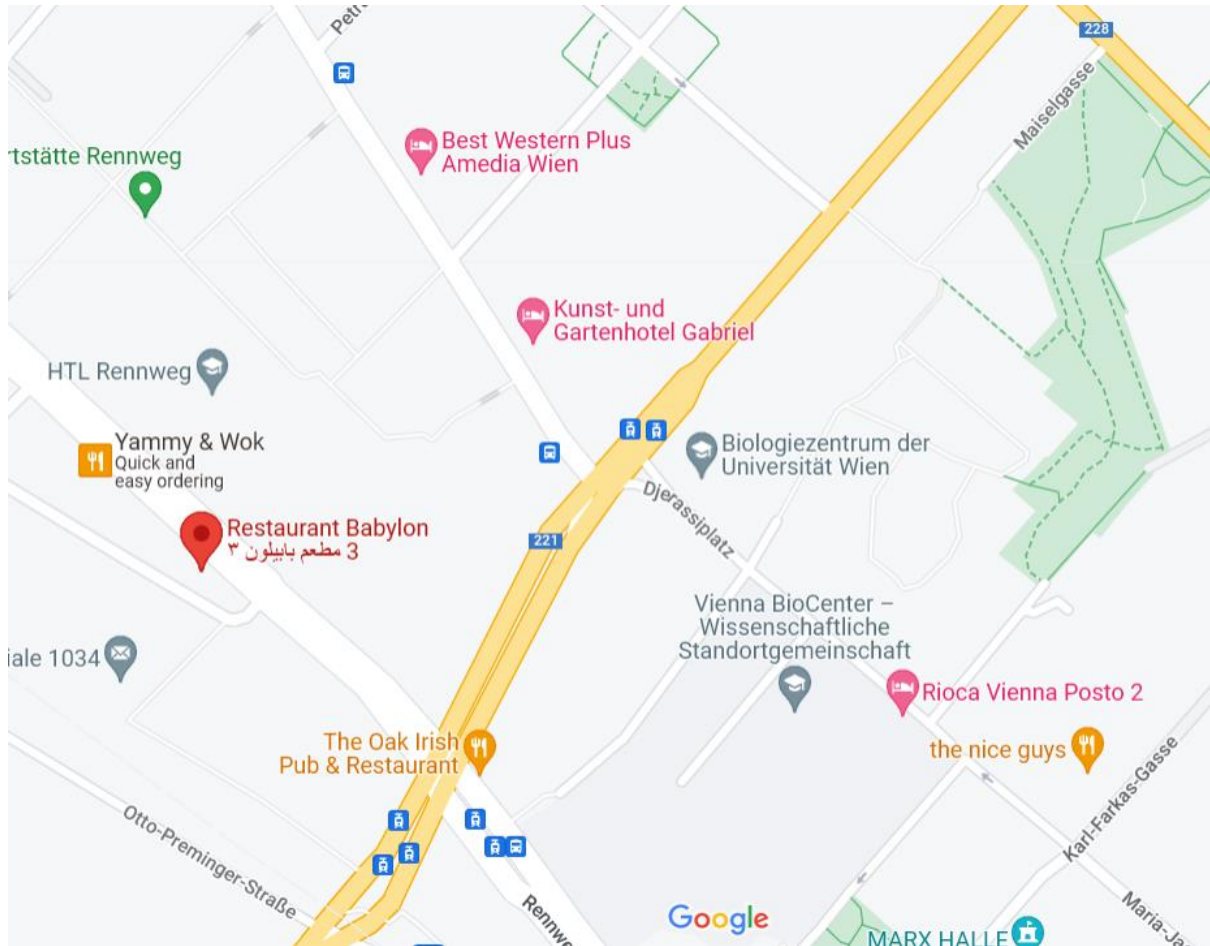 Petr
228
Maiselgasse
Best Western Plus
Amedia Wien
rtstätte Rennweg
Kunst- und
Gartenhotel Gabriel
HTL Rennweg
Yammy & Wok
Quick and
easy ordering
Biologiezentrum der
Universität Wien
Djerassiplatz
Restaurant Babylon
3 مطعم بابيلون ٣
221
Vienna BioCenter –
Wissenschaftliche
Standortgemeinschaft
iale 1034
Rioca Vienna Posto 2
The Oak Irish
Pub & Restaurant
the nice guys
Karl-Farkas-Gasse
Otto-Preminger-Straße
Rennwe
Google
Maria-Ja
MARX HALLE